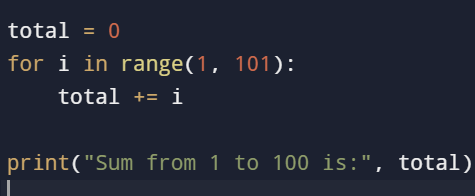 total = 0
for i in range(1, 101):
    total += i

print("Sum from 1 to 100 is:", total)